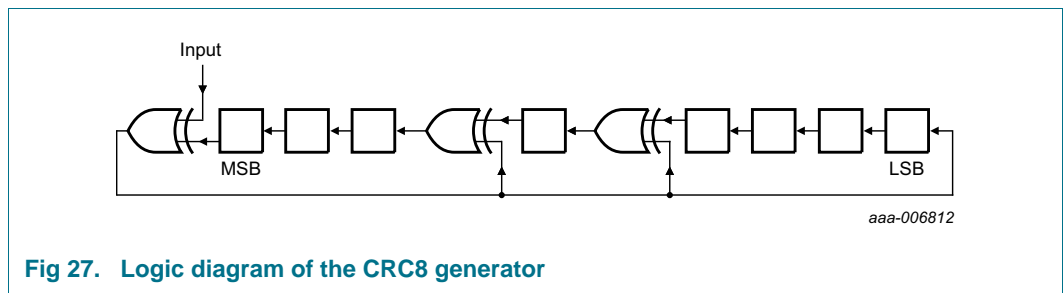 Input
MSB
LSB
aaa-006812
Fig 27. Logic diagram of the CRC8 generator